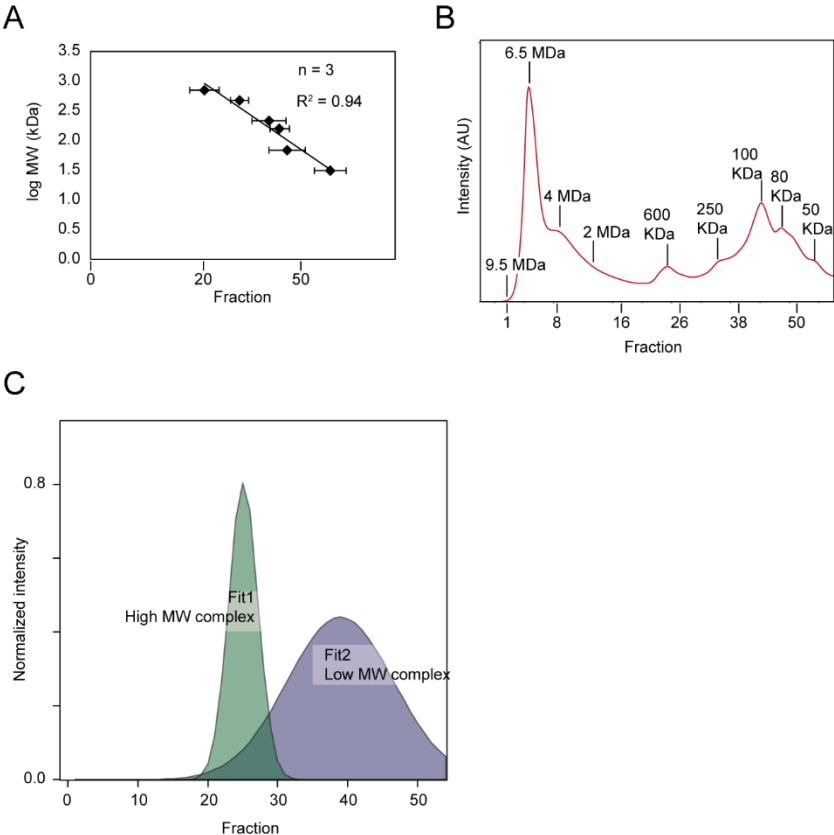 A
log MW (kDa)
3.5
3.0
2.5
2.0
1.5
1.0
0.5
0.0
n = 3
R² = 0.94
0
20
50
Fraction
B
Intensity (AU)
6.5 MDa
4 MDa
2 MDa
9.5 MDa
600
KDa
250
KDa
100
KDa
80
KDa
50
KDa
1
8
16
26
38
50
Fraction
C
Normalized intensity
0.8
0.0
Fit1
High MW complex
Fit2
Low MW complex
0
10
20
30
40
50
Fraction